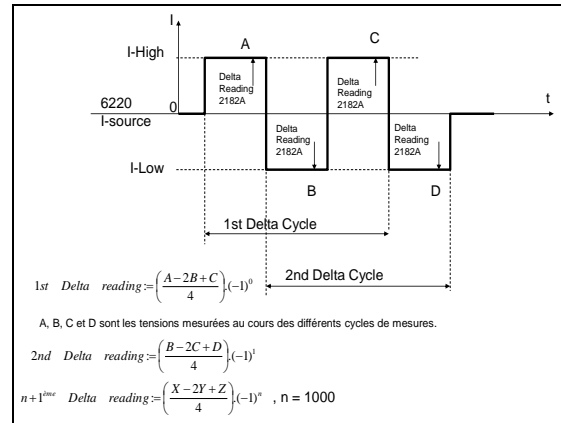 I
A
C
I-High
Delta
Reading
2182A
Delta
Reading
2182A
6220
I-source
0
t
Delta
Reading
2182A
Delta
Reading
2182A
I-Low
B
D
1st Delta Cycle
2nd Delta Cycle
1st Delta reading:=((A−2B+C)/4).(−1)^0
A, B, C et D sont les tensions mesurées au cours des différents cycles de mesures.
2nd Delta reading:=((B−2C+D)/4).(−1)^1
n+1^ème Delta reading:=((X−2Y+Z)/4).(−1)^n , n = 1000